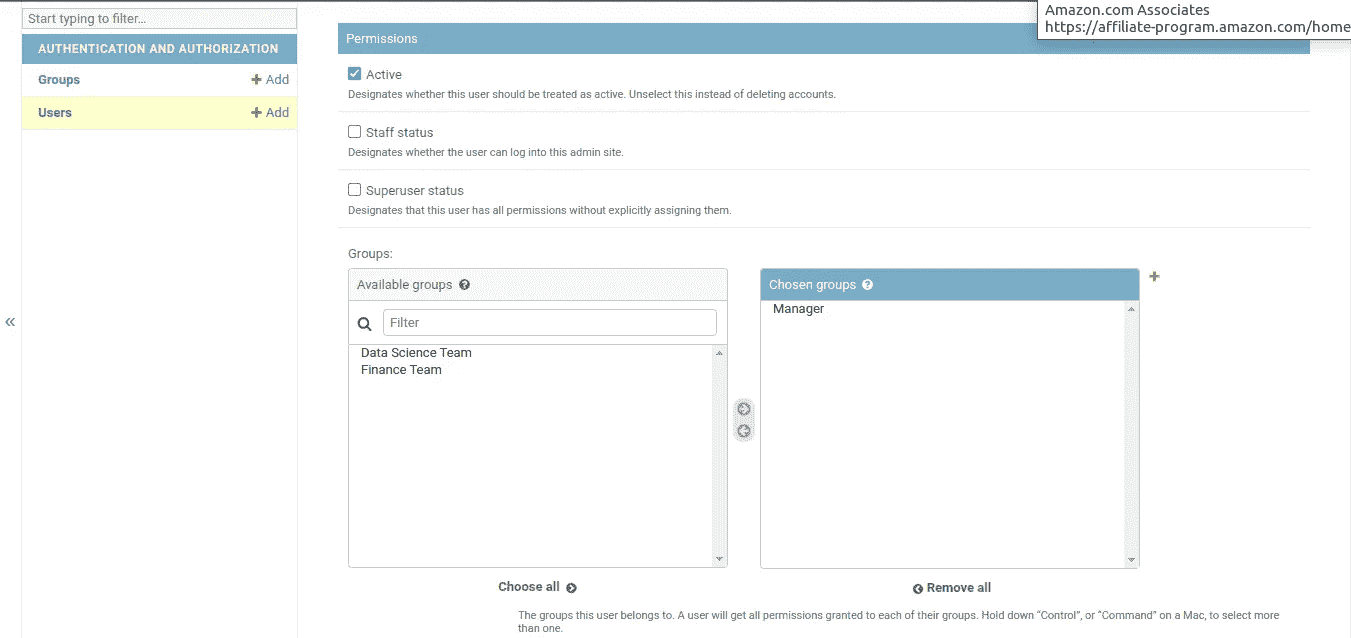 Amazon.com Associates
https://affiliate-program.amazon.com/home
Start typing to filter...
AUTHENTICATION AND AUTHORIZATION
Groups + Add
Users + Add
«
Permissions
Active
Designates whether this user should be treated as active. Unselect this instead of deleting accounts.
Staff status
Designates whether the user can log into this admin site.
Superuser status
Designates that this user has all permissions without explicitly assigning them.
Groups:
Available groups ?
Filter
Data Science Team
Finance Team
Choose all
Chosen groups ?
+
Manager
Remove all
The groups this user belongs to. A user will get all permissions granted to each of their groups. Hold down “Control”, or “Command” on a Mac, to select more
than one.